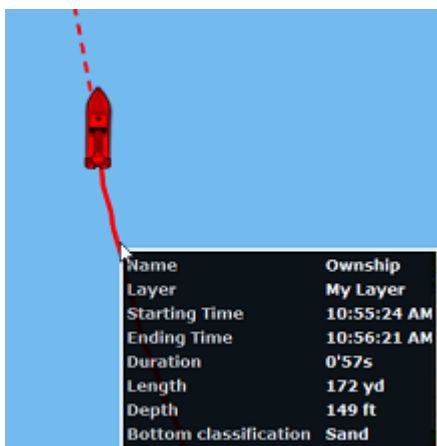 Name Ownship
Layer My Layer
Starting Time 10:55:24 AM
Ending Time 10:56:21 AM
Duration 0'57s
Length 172 yd
Depth 149 ft
Bottom classification Sand